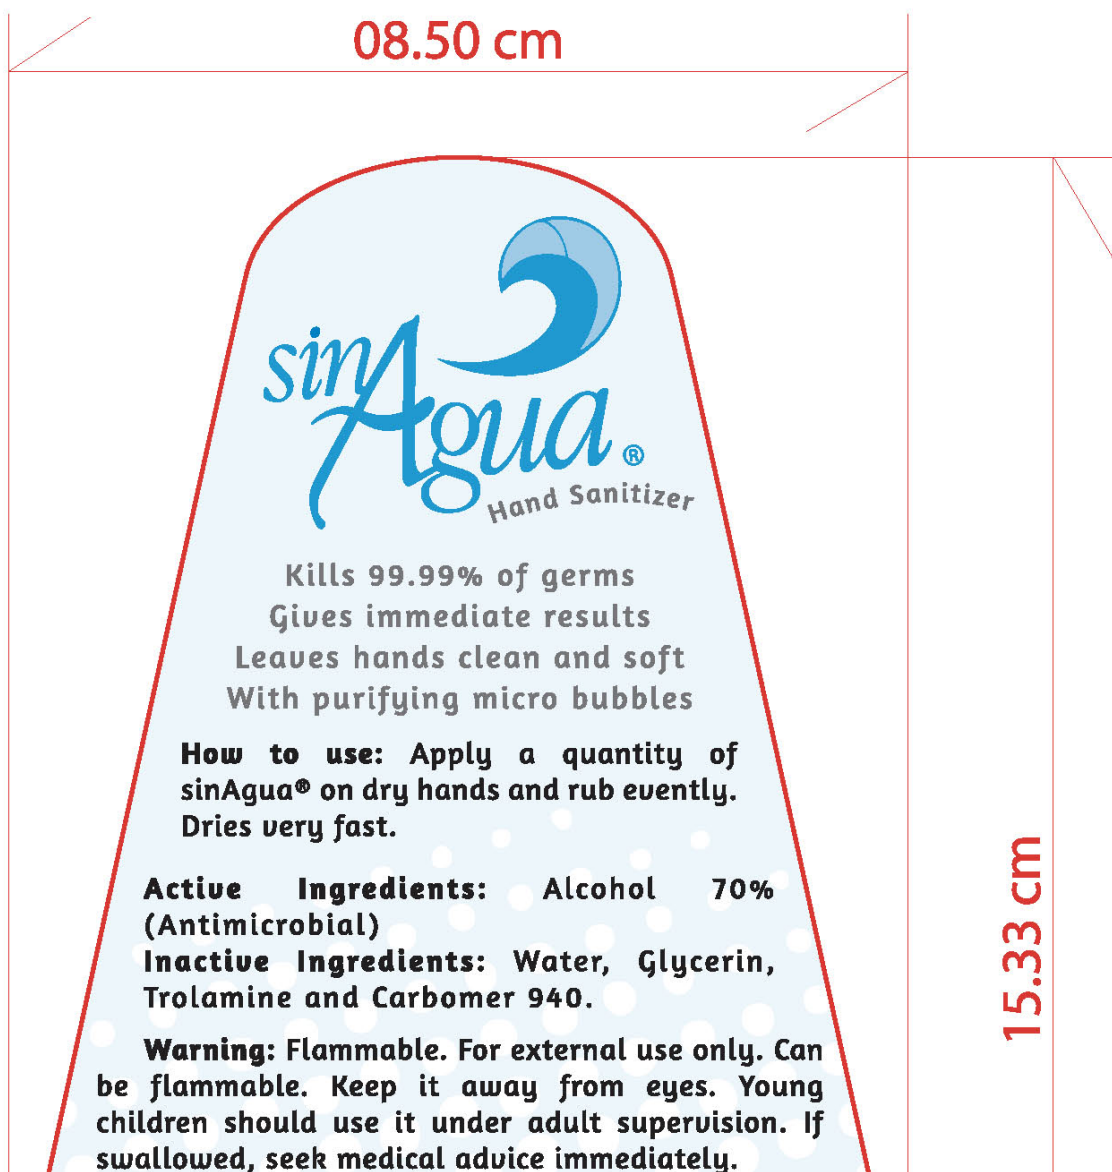 08.50 cm
sinAgua®
Hand Sanitizer
Kills 99.99% of germs
Gives immediate results
Leaves hands clean and soft
With purifying micro bubbles
How to use: Apply a quantity of
sinAgua® on dry hands and rub evently.
Dries very fast.
Active Ingredients: Alcohol 70%
(Antimicrobial)
Inactive Ingredients: Water, Glycerin,
Trolamine and Carbomer 940.
Warning: Flammable. For external use only. Can
be flammable. Keep it away from eyes. Young
children should use it under adult supervision. If
swallowed, seek medical advice immediately.
15.33 cm